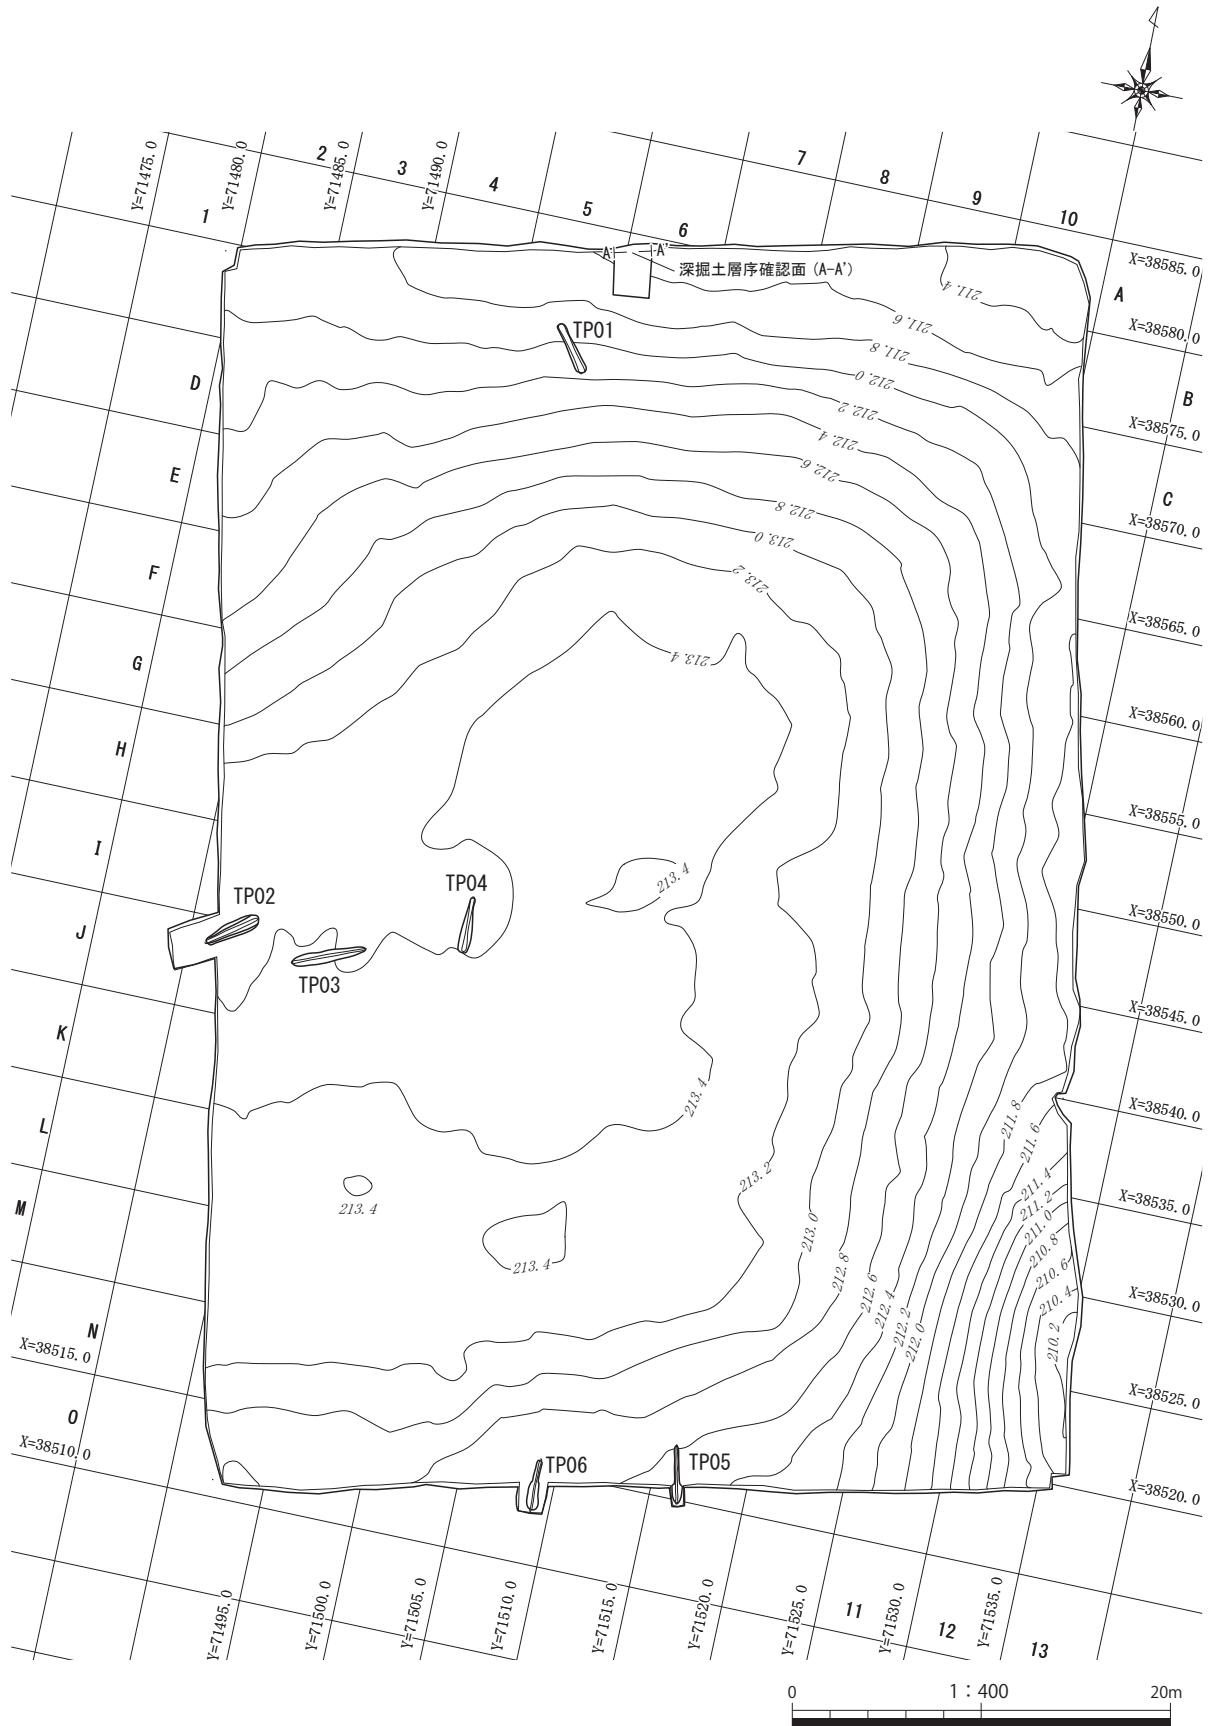 Y=71475.0
Y=71480.0
Y=71485.0
Y=71490.0
1
2
3
4
5
6
7
8
9
10
A
A'
深掘土層序確認面 (A-A')
X=38585.0
A
X=38580.0
B
X=38575.0
C
X=38570.0
X=38565.0
X=38560.0
X=38555.0
X=38550.0
X=38545.0
X=38540.0
X=38535.0
X=38530.0
X=38525.0
X=38520.0
211.4
211.6
211.8
212.0
212.2
212.4
212.6
212.8
213.0
213.2
213.4
TP01
D
E
F
G
H
I
J
K
L
M
N
X=38515.0
O
X=38510.0
TP02
TP03
TP04
213.4
213.4
213.4
213.4
213.2
213.0
212.8
212.6
212.4
212.2
212.0
211.8
211.6
211.4
211.2
211.0
210.8
210.6
210.4
210.2
TP06
TP05
Y=71495.0
Y=71500.0
Y=71505.0
Y=71510.0
Y=71515.0
Y=71520.0
Y=71525.0
Y=71530.0
Y=71535.0
11
12
13
0
1：400
20m